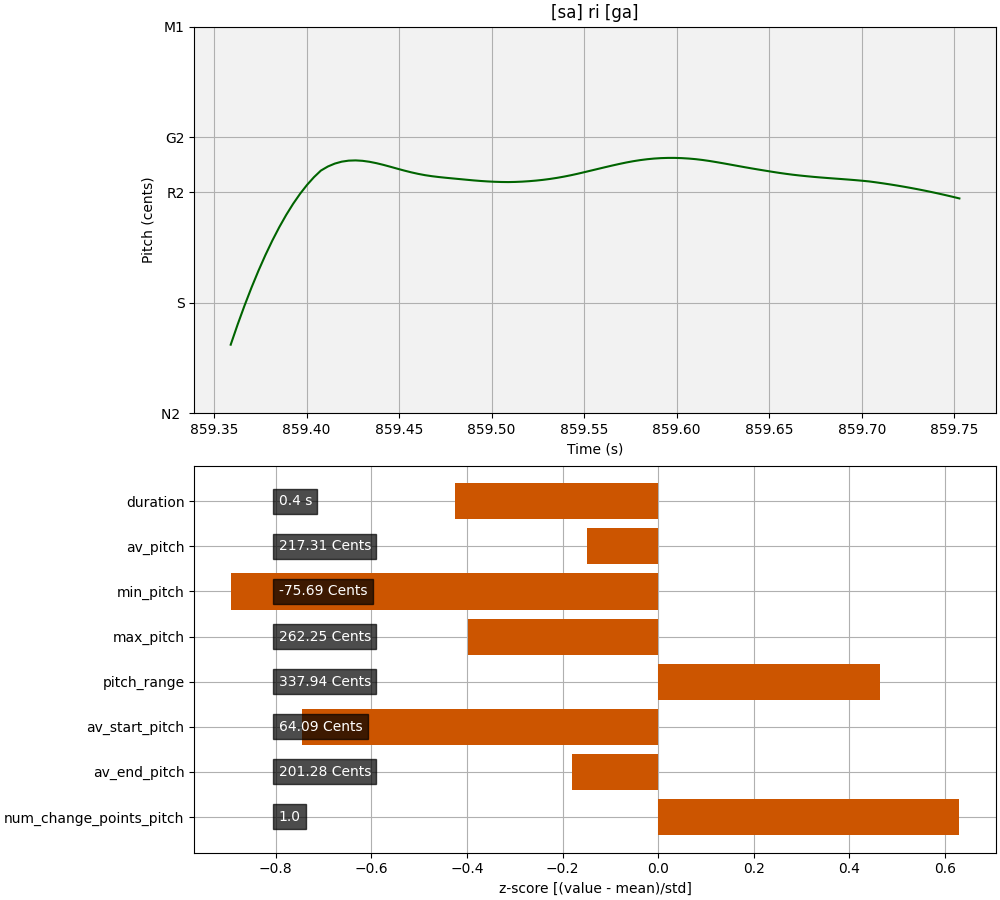 [sa] ri [ga]
M1
G2
R2
S
N2
Pitch (cents)
859.35 859.40 859.45 859.50 859.55 859.60 859.65 859.70 859.75
Time (s)
duration 0.4 s
av_pitch 217.31 Cents
min_pitch -75.69 Cents
max_pitch 262.25 Cents
pitch_range 337.94 Cents
av_start_pitch 64.09 Cents
av_end_pitch 201.28 Cents
num_change_points_pitch 1.0
−0.8 −0.6 −0.4 −0.2 0.0 0.2 0.4 0.6
z-score [(value - mean)/std]